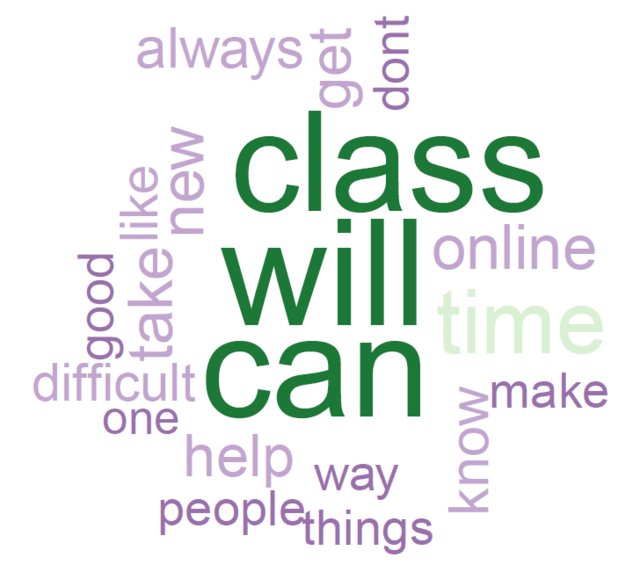 always
get
dont
class
new
like
will
online
good
take
time
can
difficult
make
one
know
help
way
people
things